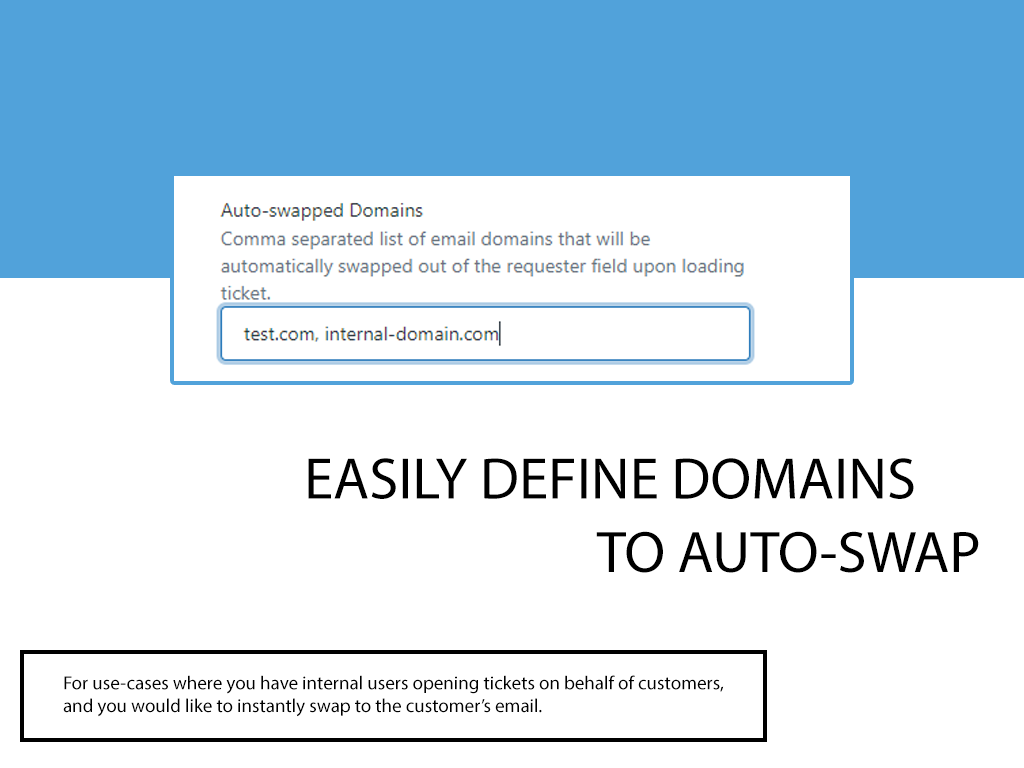 Auto-swapped Domains
Comma separated list of email domains that will be
automatically swapped out of the requester field upon loading
ticket.
test.com, internal-domain.com
EASILY DEFINE DOMAINS
TO AUTO-SWAP
For use-cases where you have internal users opening tickets on behalf of customers,
and you would like to instantly swap to the customer’s email.